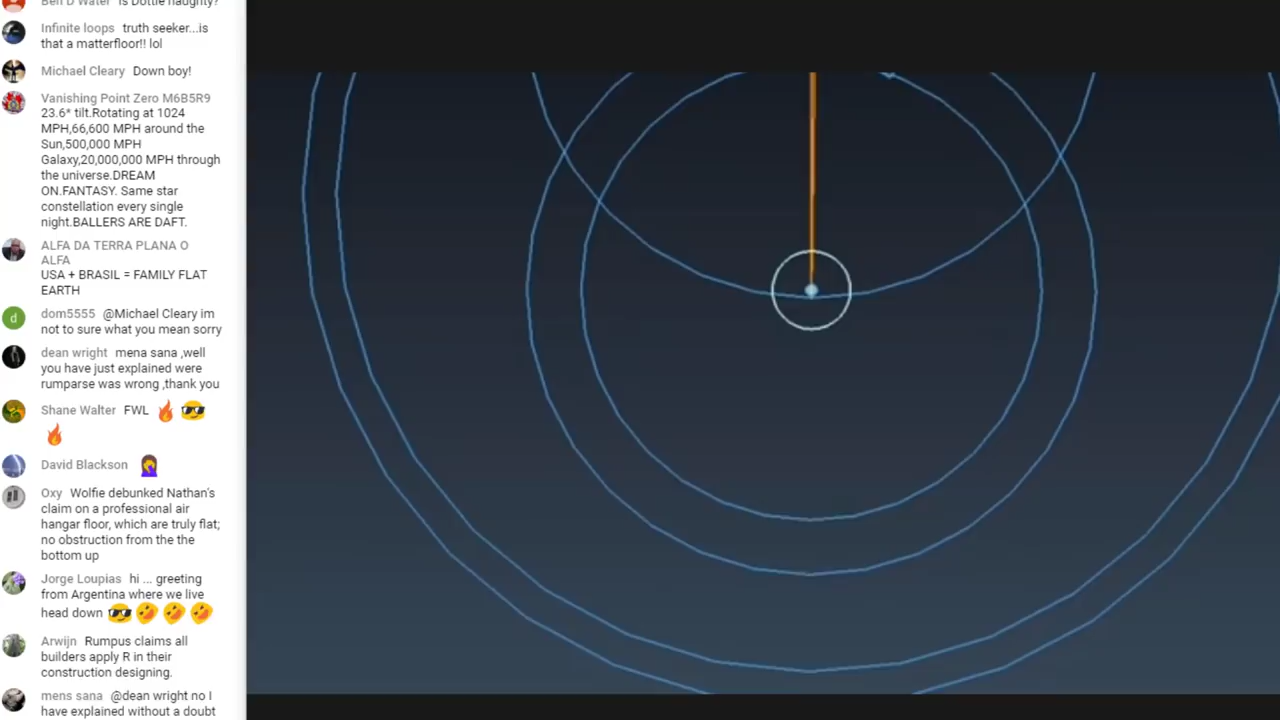 Ben D Water Is Dottie naughty?
Infinite loops truth seeker...is
that a matterfloor!! lol
Michael Cleary Down boy!
Vanishing Point Zero M6B5R9
23.6* tilt.Rotating at 1024
MPH,66,600 MPH around the
Sun,500,000 MPH
Galaxy,20,000,000 MPH through
the universe.DREAM
ON.FANTASY. Same star
constellation every single
night.BALLERS ARE DAFT.
ALFA DA TERRA PLANA O
ALFA
USA + BRASIL = FAMILY FLAT
EARTH
d
dom5555 @Michael Cleary im
not to sure what you mean sorry
dean wright mena sana ,well
you have just explained were
rumparse was wrong ,thank you
Shane Walter FWL 🔥 😎
🔥
David Blackson 🤦‍♀️
Oxy Wolfie debunked Nathan's
claim on a professional air
hangar floor, which are truly flat;
no obstruction from the the
bottom up
Jorge Loupias hi ... greeting
from Argentina where we live
head down 😎🤣🤣🤣
Arwijn Rumpus claims all
builders apply R in their
construction designing.
mens sana @dean wright no I
have explained without a doubt